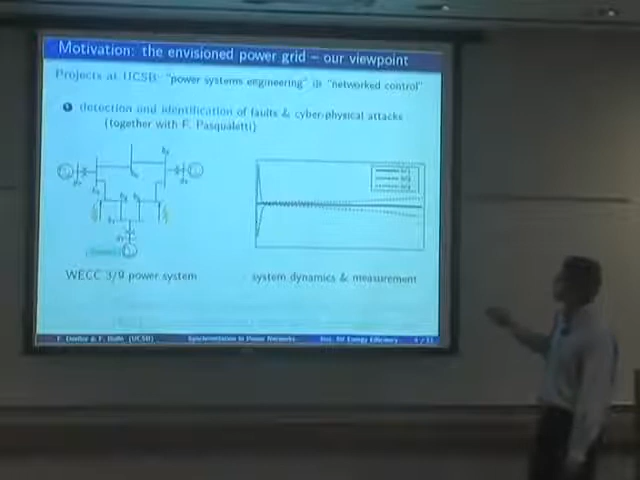 Motivation: the envisioned power grid – our viewpoint
Projects at UCSB: "power systems engineering" @ "networked control"
detection and identification of faults & cyber-physical attacks
(together with F. Pasqualetti)
WECC 3/9 power system
system dynamics & measurement
(UCSB)
Synchronization in Power Networks
Inst. for Energy Efficiency